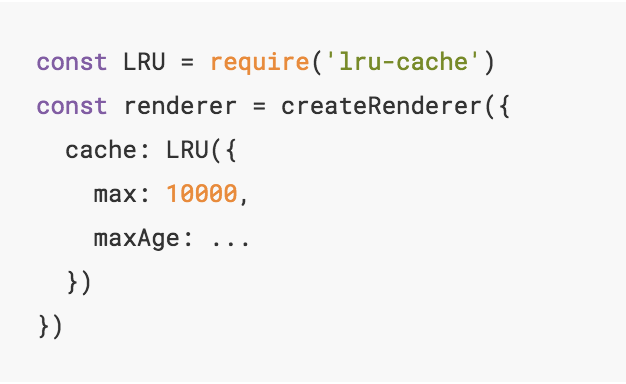 const LRU = require('lru-cache')
const renderer = createRenderer({
  cache: LRU({
    max: 10000,
    maxAge: ...
  })
})